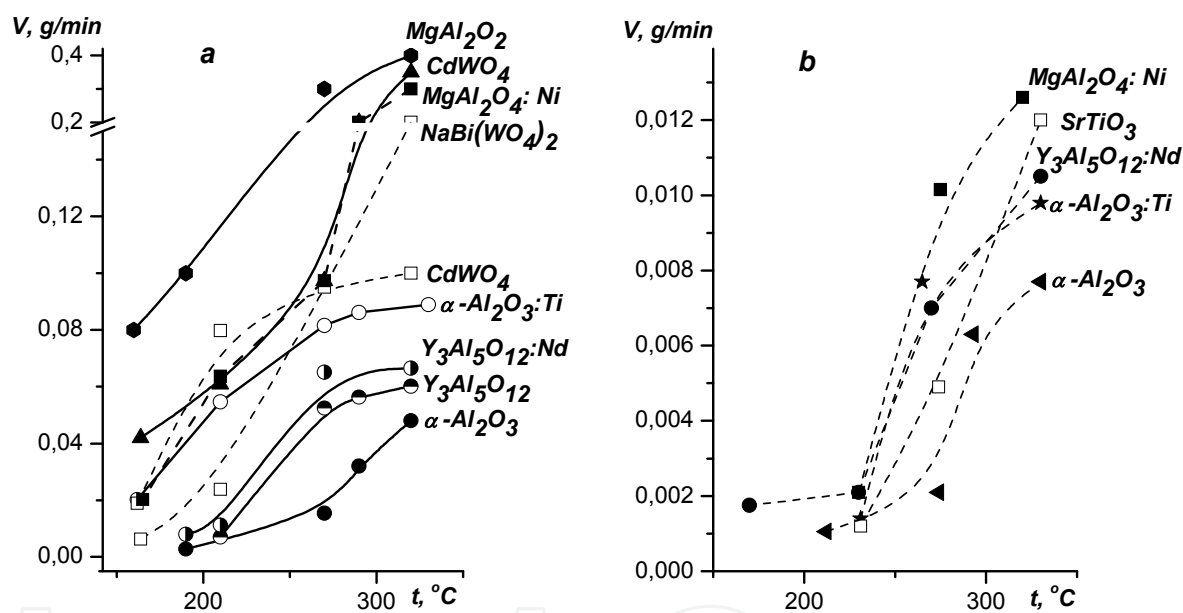 V, g/min
a
0,4
0,2
0,12
0,08
0,04
0,00
200
300
t, °C
MgAl2O2
CdWO4
MgAl2O4: Ni
NaBi(WO4)2
CdWO4
α-Al2O3:Ti
Y3Al5O12:Nd
Y3Al5O12
α-Al2O3
V, g/min
b
0,012
0,010
0,008
0,006
0,004
0,002
0,000
200
300
t, °C
MgAl2O4: Ni
SrTiO3
Y3Al5O12:Nd
α-Al2O3:Ti
α-Al2O3